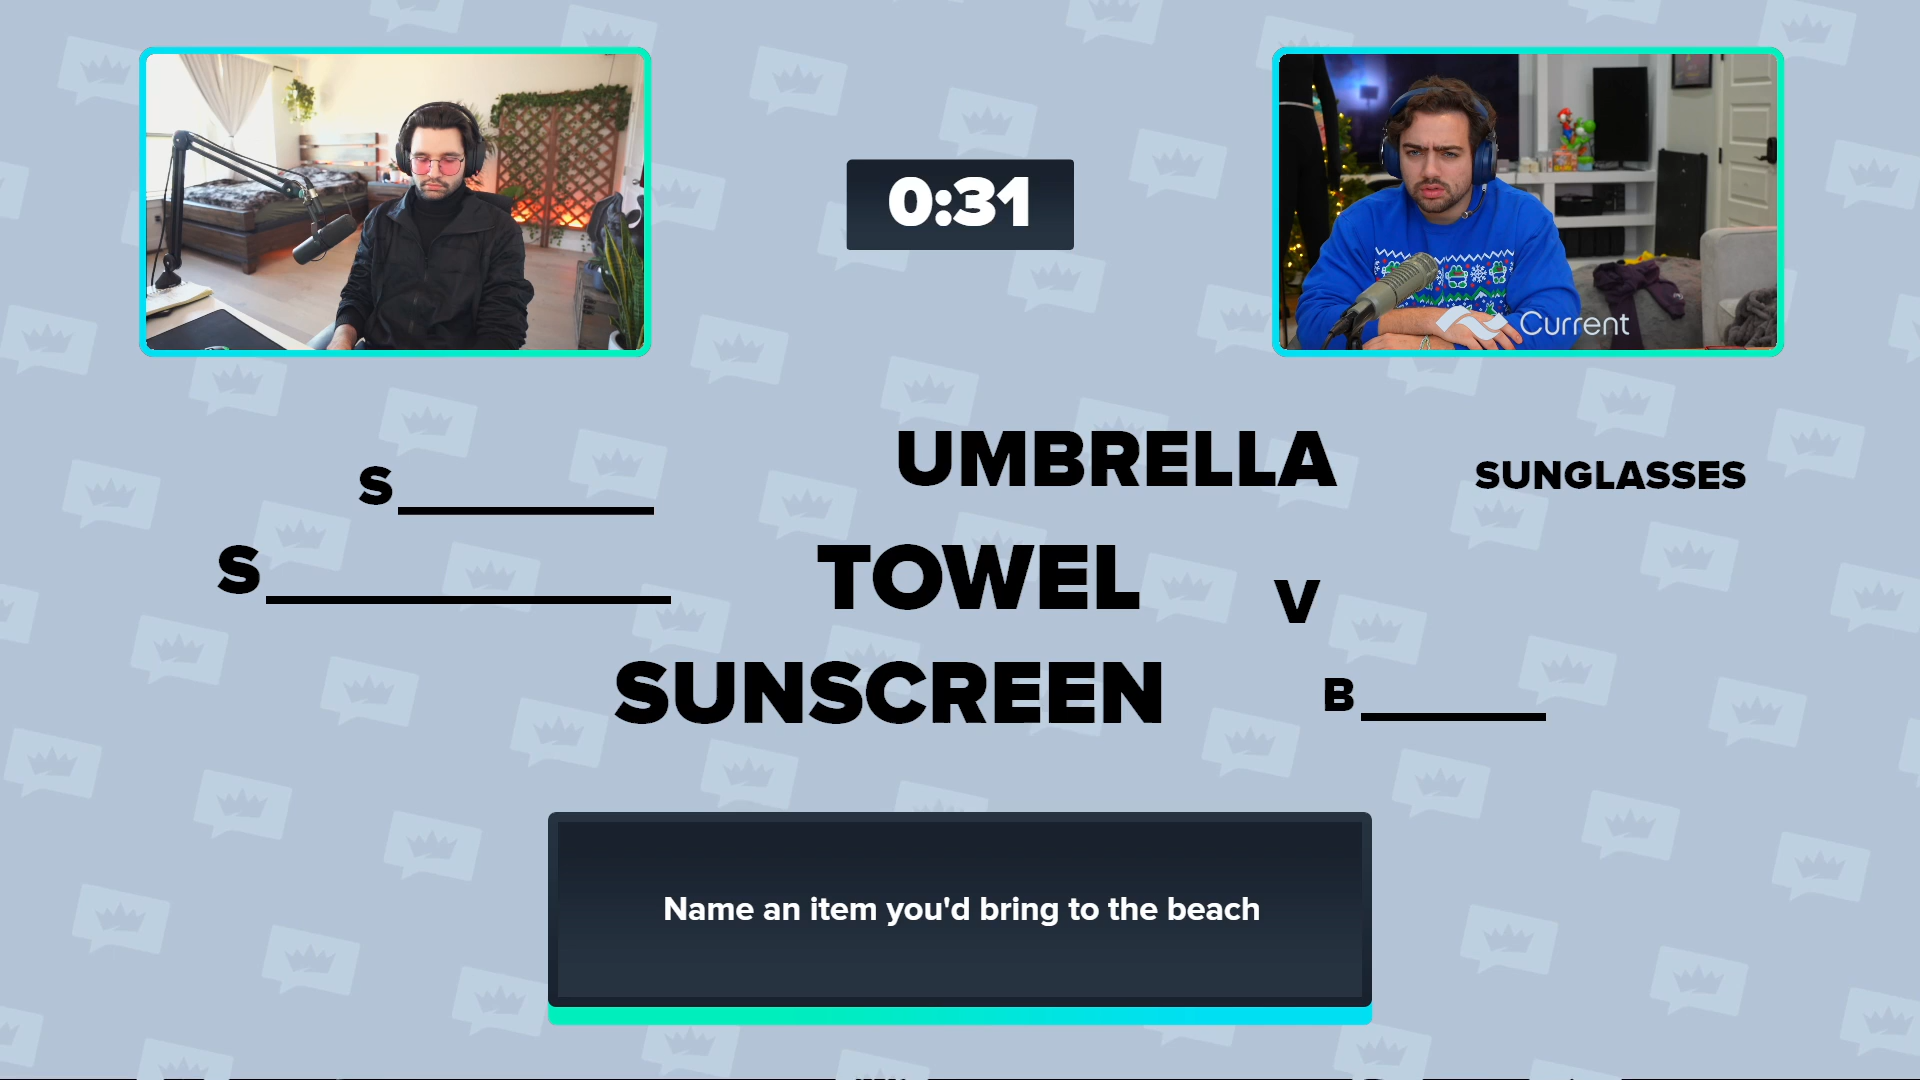 0:31
Current
UMBRELLA
SUNGLASSES
S
S
TOWEL
V
SUNSCREEN
B
Name an item you'd bring to the beach